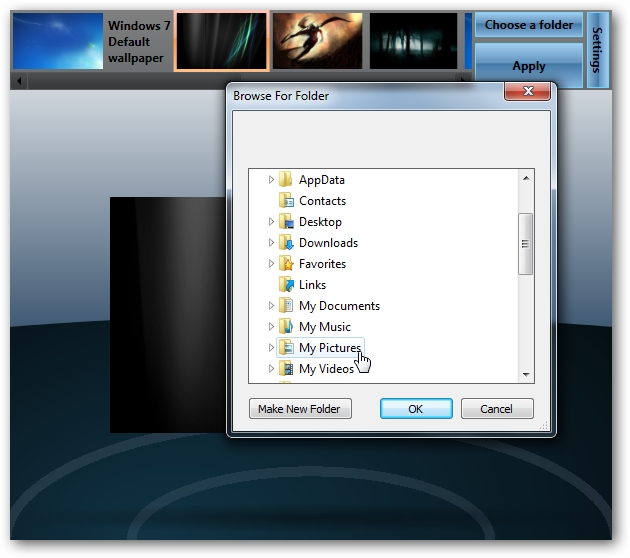 Windows 7
Default
wallpaper
Choose a folder
Apply
Settings
Browse For Folder
AppData
Contacts
Desktop
Downloads
Favorites
Links
My Documents
My Music
My Pictures
My Videos
Make New Folder
OK
Cancel